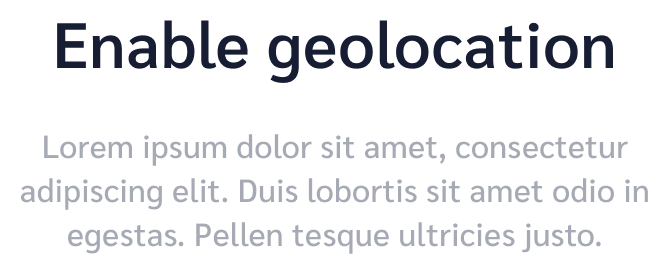 Enable geolocation
Lorem ipsum dolor sit amet, consectetur
adipiscing elit. Duis lobortis sit amet odio in
egestas. Pellen tesque ultricies justo.